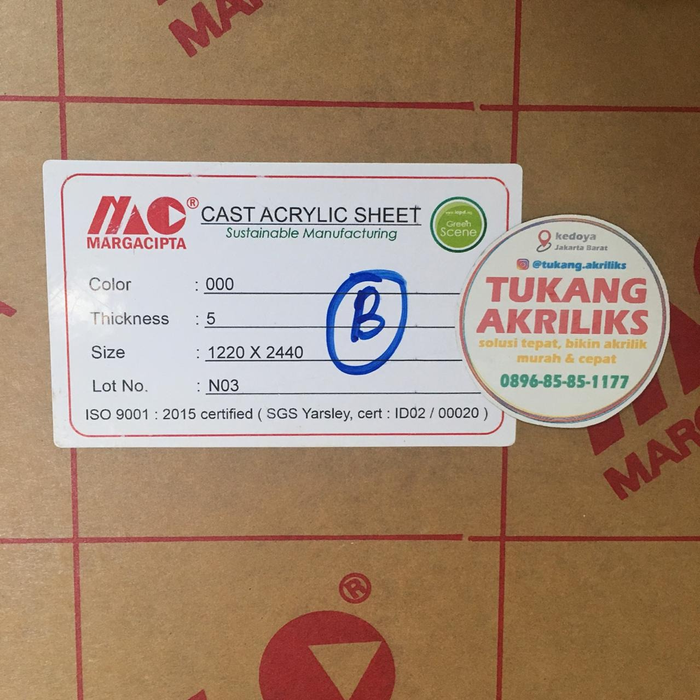 MARG
MAC®
MARGACIPTA
CAST ACRYLIC SHEET
Sustainable Manufacturing
Green
Scene
Color : 000
Thickness : 5
Size : 1220 X 2440
Lot No. : N03
B
ISO 9001 : 2015 certified ( SGS Yarsley, cert : ID02 / 00020 )
kedoya
Jakarta Barat
@tukang.akriliks
TUKANG
AKRILIKS
solusi tepat, bikin akrilik
murah & cepat
0896-85-85-1177
MARG
®